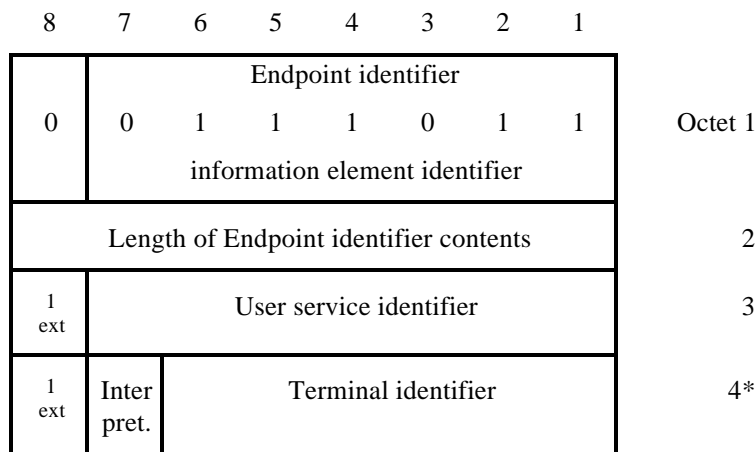 8 7 6 5 4 3 2 1
Endpoint identifier
0 0 1 1 1 0 1 1 Octet 1
information element identifier
Length of Endpoint identifier contents 2
1 ext User service identifier 3
1 ext Inter pret. Terminal identifier 4*